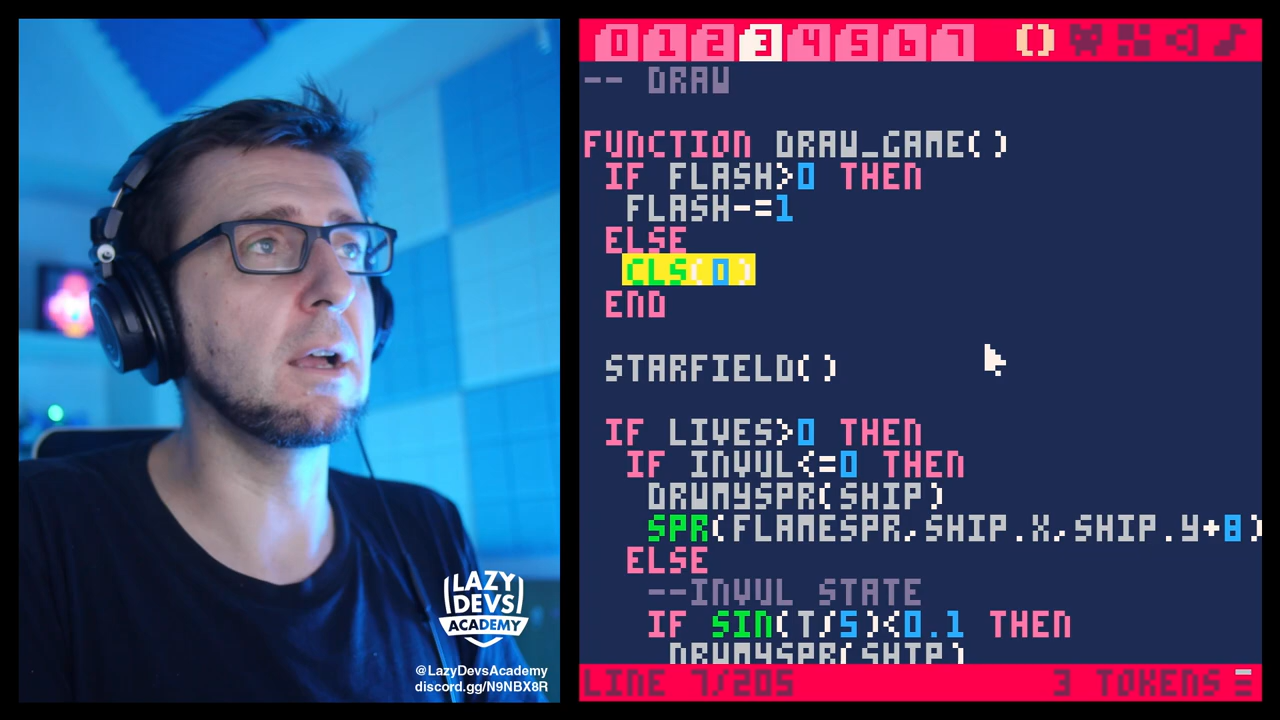 LAZY
DEVS
ACADEMY
@LazyDevsAcademy
discord.gg/N9NBX8R
0 1 2 3 4 5 6 7 ()
-- DRAW
FUNCTION DRAW_GAME()
IF FLASH>0 THEN
FLASH-=1
ELSE
CLS(0)
END
STARFIELD()
IF LIVES>0 THEN
IF INVUL<=0 THEN
DRWMYSPR(SHIP)
SPR(FLAMESPR,SHIP.X,SHIP.Y+8)
ELSE
--INVUL STATE
IF SIN(T/5)<0.1 THEN
DRWMYSPR(SHIP)
LINE 7/205
3 TOKENS